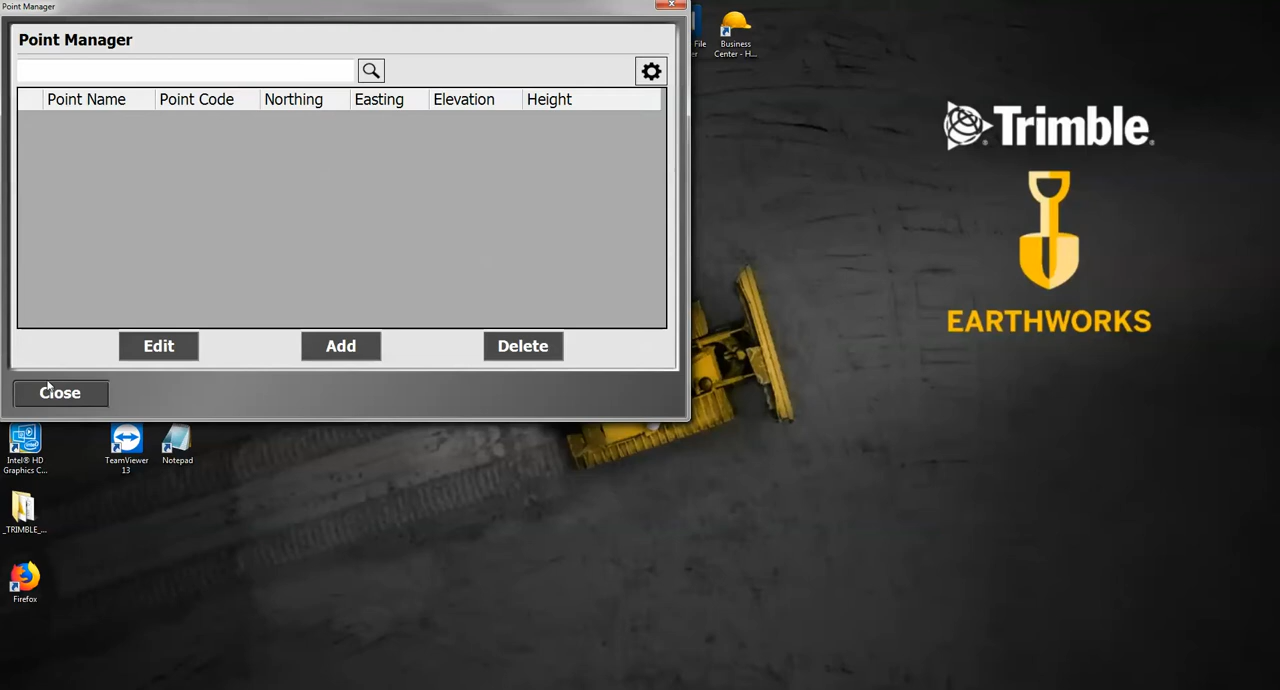 Point Manager
Point Manager
Point Name Point Code Northing Easting Elevation Height
Edit Add Delete
Close
File
Business
Center - H...
Trimble
EARTHWORKS
Intel® HD
Graphics C...
TeamViewer
13
Notepad
_TRIMBLE_...
Firefox